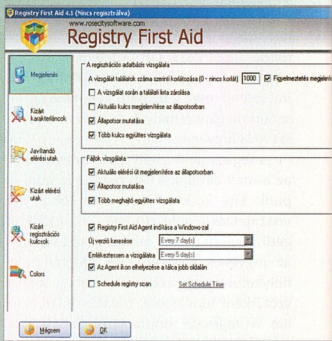 Registry First Aid 4.1 (Nincs regisztrálva)
www.rosecitysoftware.com
Registry First Aid
Megjelenés
Kizárt
karakterláncok
Javítandó
elérési utak
Kizárt elérési
utak
Kizárt
regisztrációs
kulcsok
Colors
A regisztrációs adatbázis vizsgálata
A vizsgálat találatok száma szerinti korlátozása (0 - nincs korlát) 1000 Figyelmeztetés megjelení
A vizsgálat során a találati lista zárolása
Aktuális kulcs megjelenítése az állapotsorban
Állapotsor mutatása
Több kulcs együttes vizsgálata
Fájlok vizsgálata
Aktuális elérési út megjelenítése az állapotsorban
Állapotsor mutatása
Több meghajtó együttes vizsgálata
Registry First Aid Agent indítása a Windows-zal
Új verzió keresése Every 7 day(s)
Emlékeztessen a vizsgálatra Every 5 day(s)
Az Agent ikon elhelyezése a tálca jobb oldalán
Schedule registry scan Set Schedule Time
Mégsem
OK